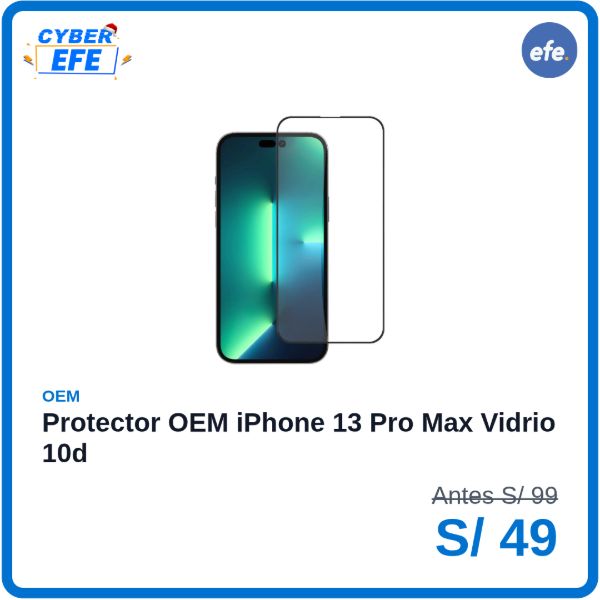 CYBER
EFE
efe.
OEM
Protector OEM iPhone 13 Pro Max Vidrio
10d
Antes S/ 99
S/ 49